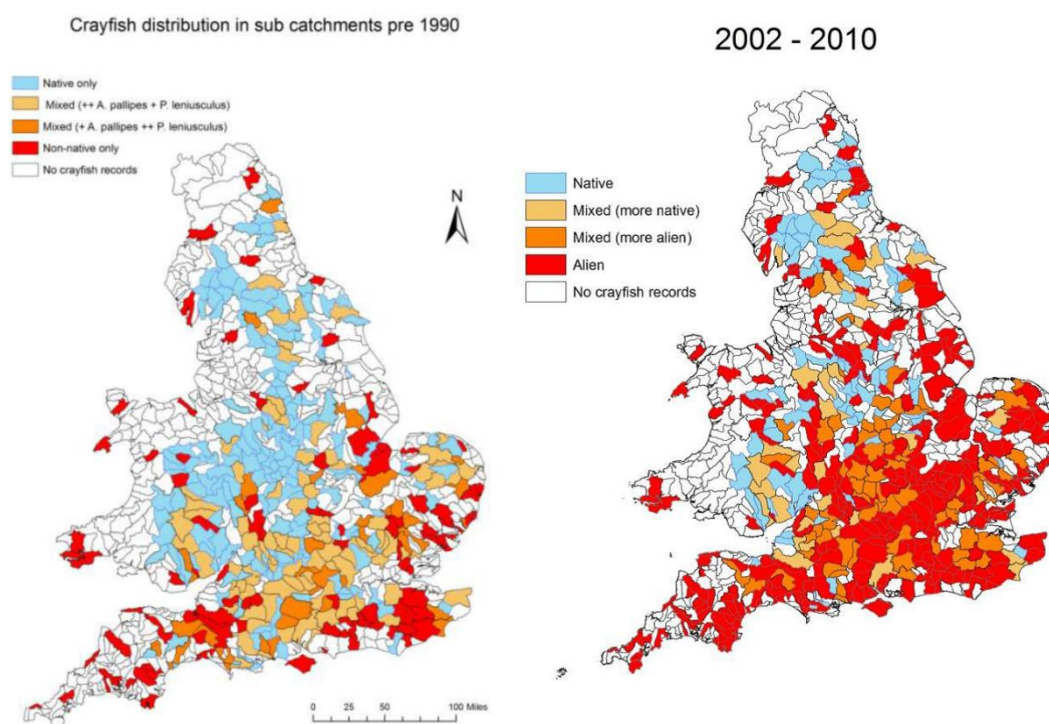 Crayfish distribution in sub catchments pre 1990
Native only
Mixed (++ A. pallipes + P. leniusculus)
Mixed (+ A. pallipes ++ P. leniusculus)
Non-native only
No crayfish records
N
0 50 100 Miles
2002 - 2010
Native
Mixed (more native)
Mixed (more alien)
Alien
No crayfish records